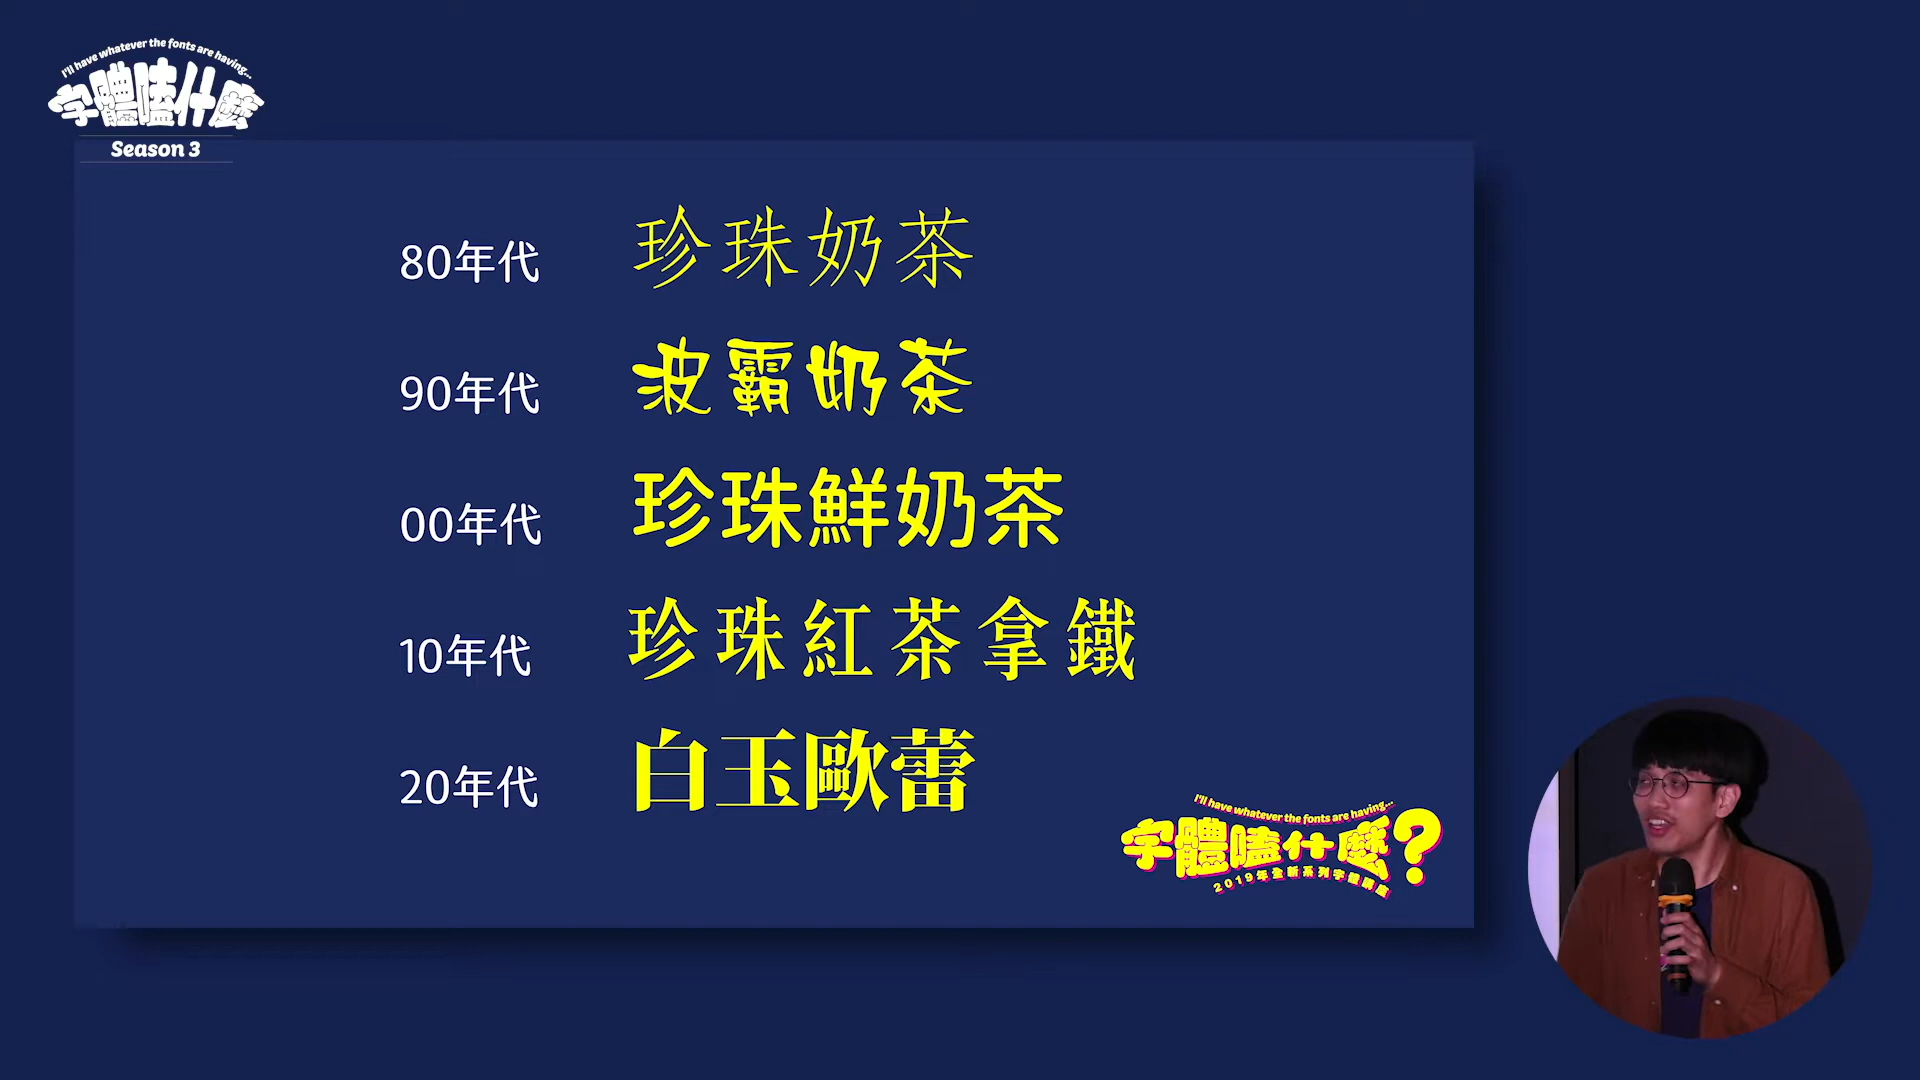 I'll have whatever the fonts are having...
字體嗑什麼
Season 3
80年代 珍珠奶茶
90年代 波霸奶茶
00年代 珍珠鮮奶茶
10年代 珍珠紅茶拿鐵
20年代 白玉歐蕾
I'll have whatever the fonts are having...
字體嗑什麼?
2019年全新系列字體講座